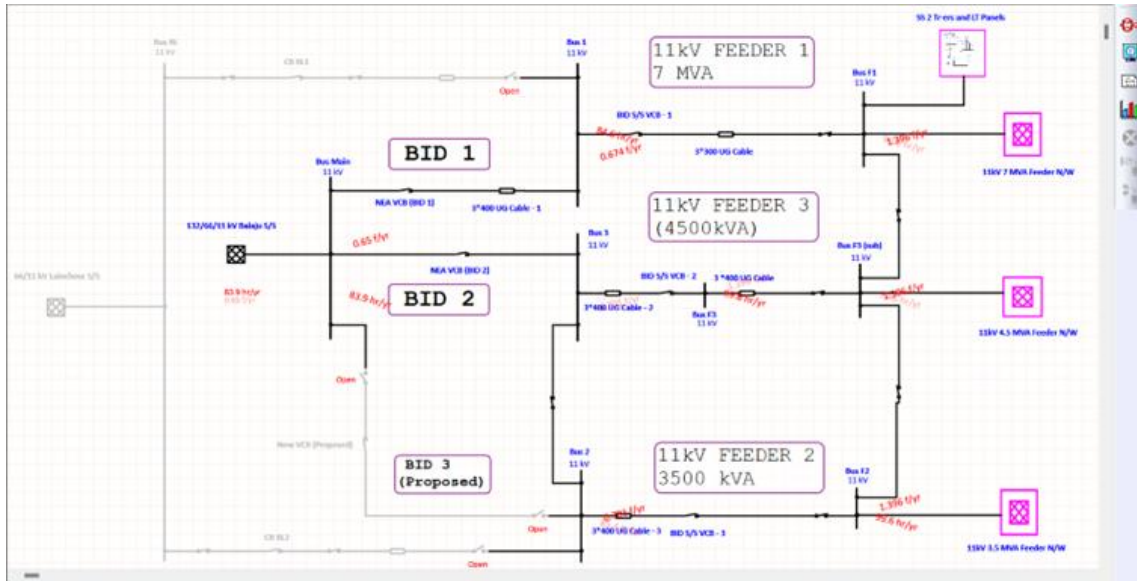 SS 2 Tr-ers and LT Panels
Bus 1
11 kV
11kV FEEDER 1
7 MVA
11 kV
CB BL1
Open
Bus F1
11 kV
BID S/S VCB - 1
0.674 f/yr
3*300 UG Cable
11kV 7 MVA Feeder N/W
BID 1
Bus Main
11 kV
NEA VCB (BID 1)
3*400 UG Cable - 1
11kV FEEDER 3
(4500kVA)
132/66/11 kV Balaju S/S
0.65 f/yr
Bus 3
11 kV
NEA VCB (BID 2)
Bus F3 (sub)
11 kV
BID S/S VCB - 2
3 *400 UG Cable
83.9 hr/yr
83.9 hr/yr
BID 2
3*400 UG Cable - 2
Bus F3
11 kV
11kV 4.5 MVA Feeder N/W
Open
New VCB (Proposed)
BID 3
(Proposed)
Bus 2
11 kV
11kV FEEDER 2
3500 kVA
Bus F2
11 kV
1.396 f/yr
Open
3*400 UG Cable - 3
BID S/S VCB - 3
11kV 3.5 MVA Feeder N/W
CB BL2
Open